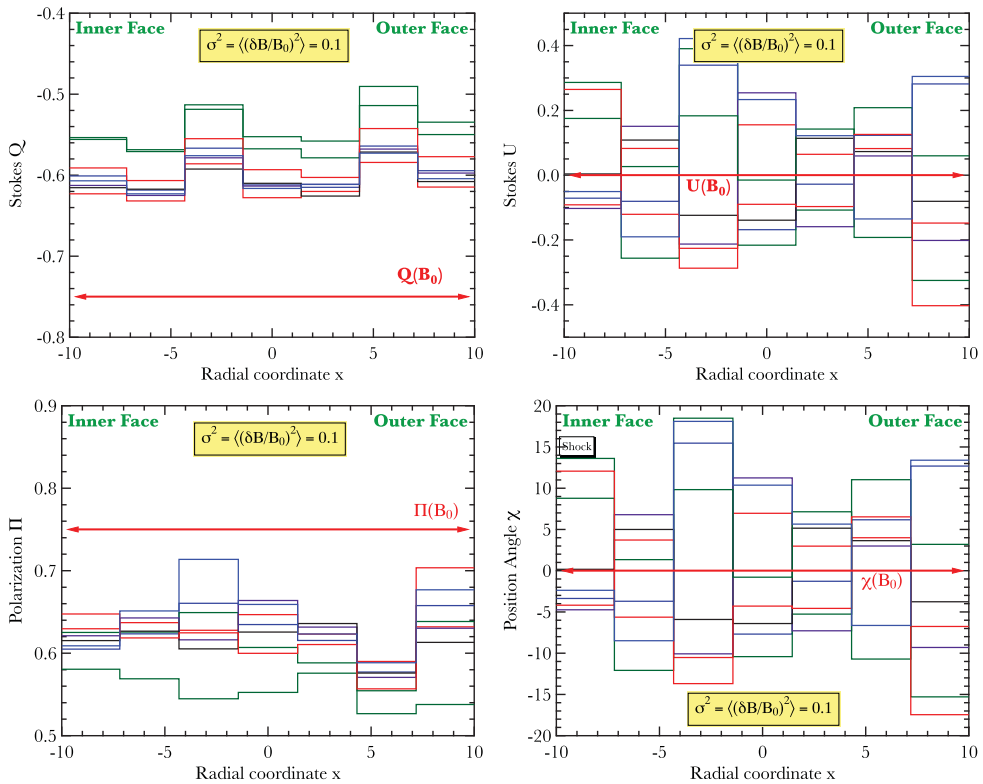 Inner Face
Outer Face
σ² = ⟨(δB/B₀)²⟩ = 0.1
Q(B₀)
Stokes Q
-0.4
-0.5
-0.6
-0.7
-0.8
-10
-5
0
5
10
Radial coordinate x
Inner Face
Outer Face
σ² = ⟨(δB/B₀)²⟩ = 0.1
U(B₀)
Stokes U
0.4
0.2
0.0
-0.2
-0.4
-10
-5
0
5
10
Radial coordinate x
Inner Face
Outer Face
σ² = ⟨(δB/B₀)²⟩ = 0.1
Π(B₀)
Polarization Π
0.9
0.8
0.7
0.6
0.5
-10
-5
0
5
10
Radial coordinate x
Inner Face
Outer Face
Shock
χ(B₀)
σ² = ⟨(δB/B₀)²⟩ = 0.1
Position Angle χ
20
15
10
5
0
-5
-10
-15
-20
-10
-5
0
5
10
Radial coordinate x